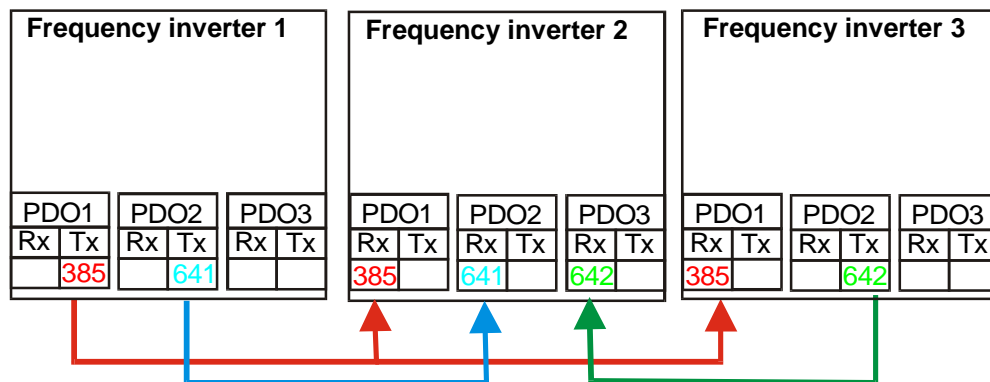 Frequency inverter 1 Frequency inverter 2 Frequency inverter 3
PDO1 PDO2 PDO3 PDO1 PDO2 PDO3 PDO1 PDO2 PDO3
Rx Tx Rx Tx Rx Tx Rx Tx Rx Tx Rx Tx Rx Tx Rx Tx Rx Tx
385 641 385 641 642 385 642